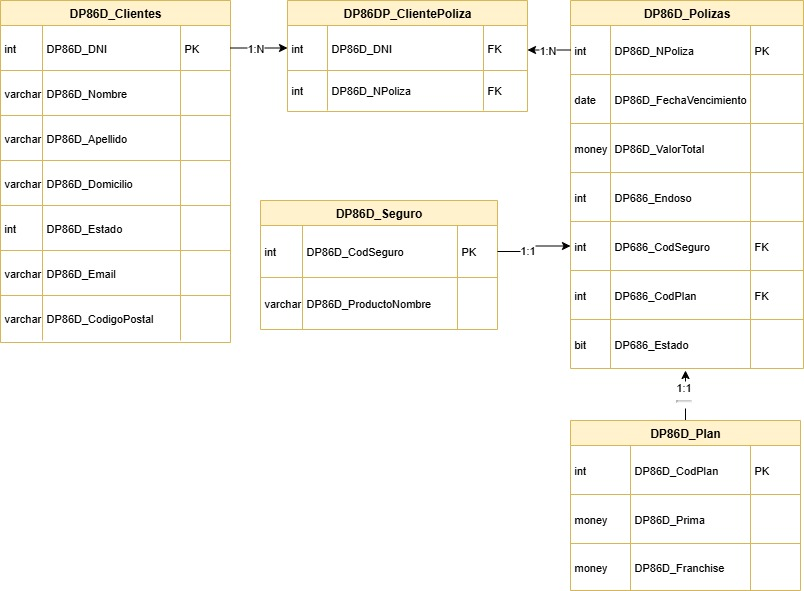 DP86D_Clientes
int DP86D_DNI PK
varchar DP86D_Nombre
varchar DP86D_Apellido
varchar DP86D_Domicilio
int DP86D_Estado
varchar DP86D_Email
varchar DP86D_CodigoPostal
1:N
DP86DP_ClientePoliza
int DP86D_DNI FK
int DP86D_NPoliza FK
1:N
DP86D_Polizas
int DP86D_NPoliza PK
date DP86D_FechaVencimiento
money DP86D_ValorTotal
int DP686_Endoso
int DP686_CodSeguro FK
int DP686_CodPlan FK
bit DP686_Estado
DP86D_Seguro
int DP86D_CodSeguro PK
varchar DP86D_ProductoNombre
1:1
1:1
DP86D_Plan
int DP86D_CodPlan PK
money DP86D_Prima
money DP86D_Franchise